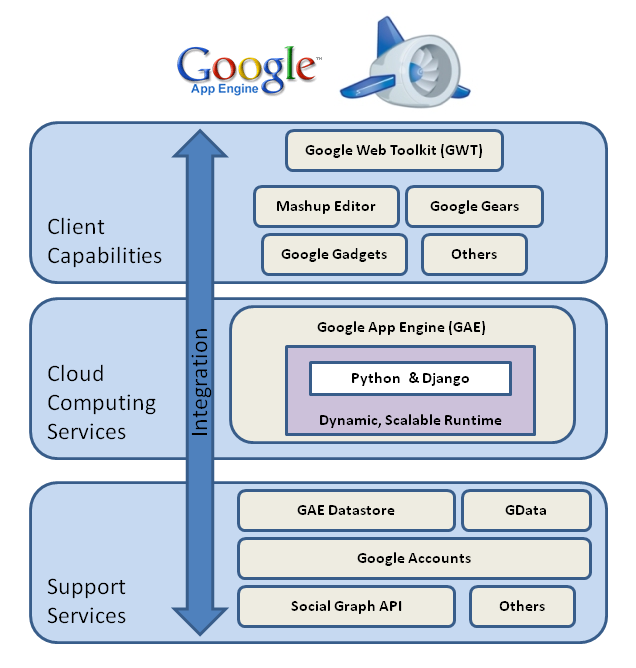 Google™
App Engine
Google Web Toolkit (GWT)
Mashup Editor
Google Gears
Client
Capabilities
Google Gadgets
Others
Integration
Google App Engine (GAE)
Cloud
Computing
Services
Python & Django
Dynamic, Scalable Runtime
GAE Datastore
GData
Google Accounts
Support
Services
Social Graph API
Others